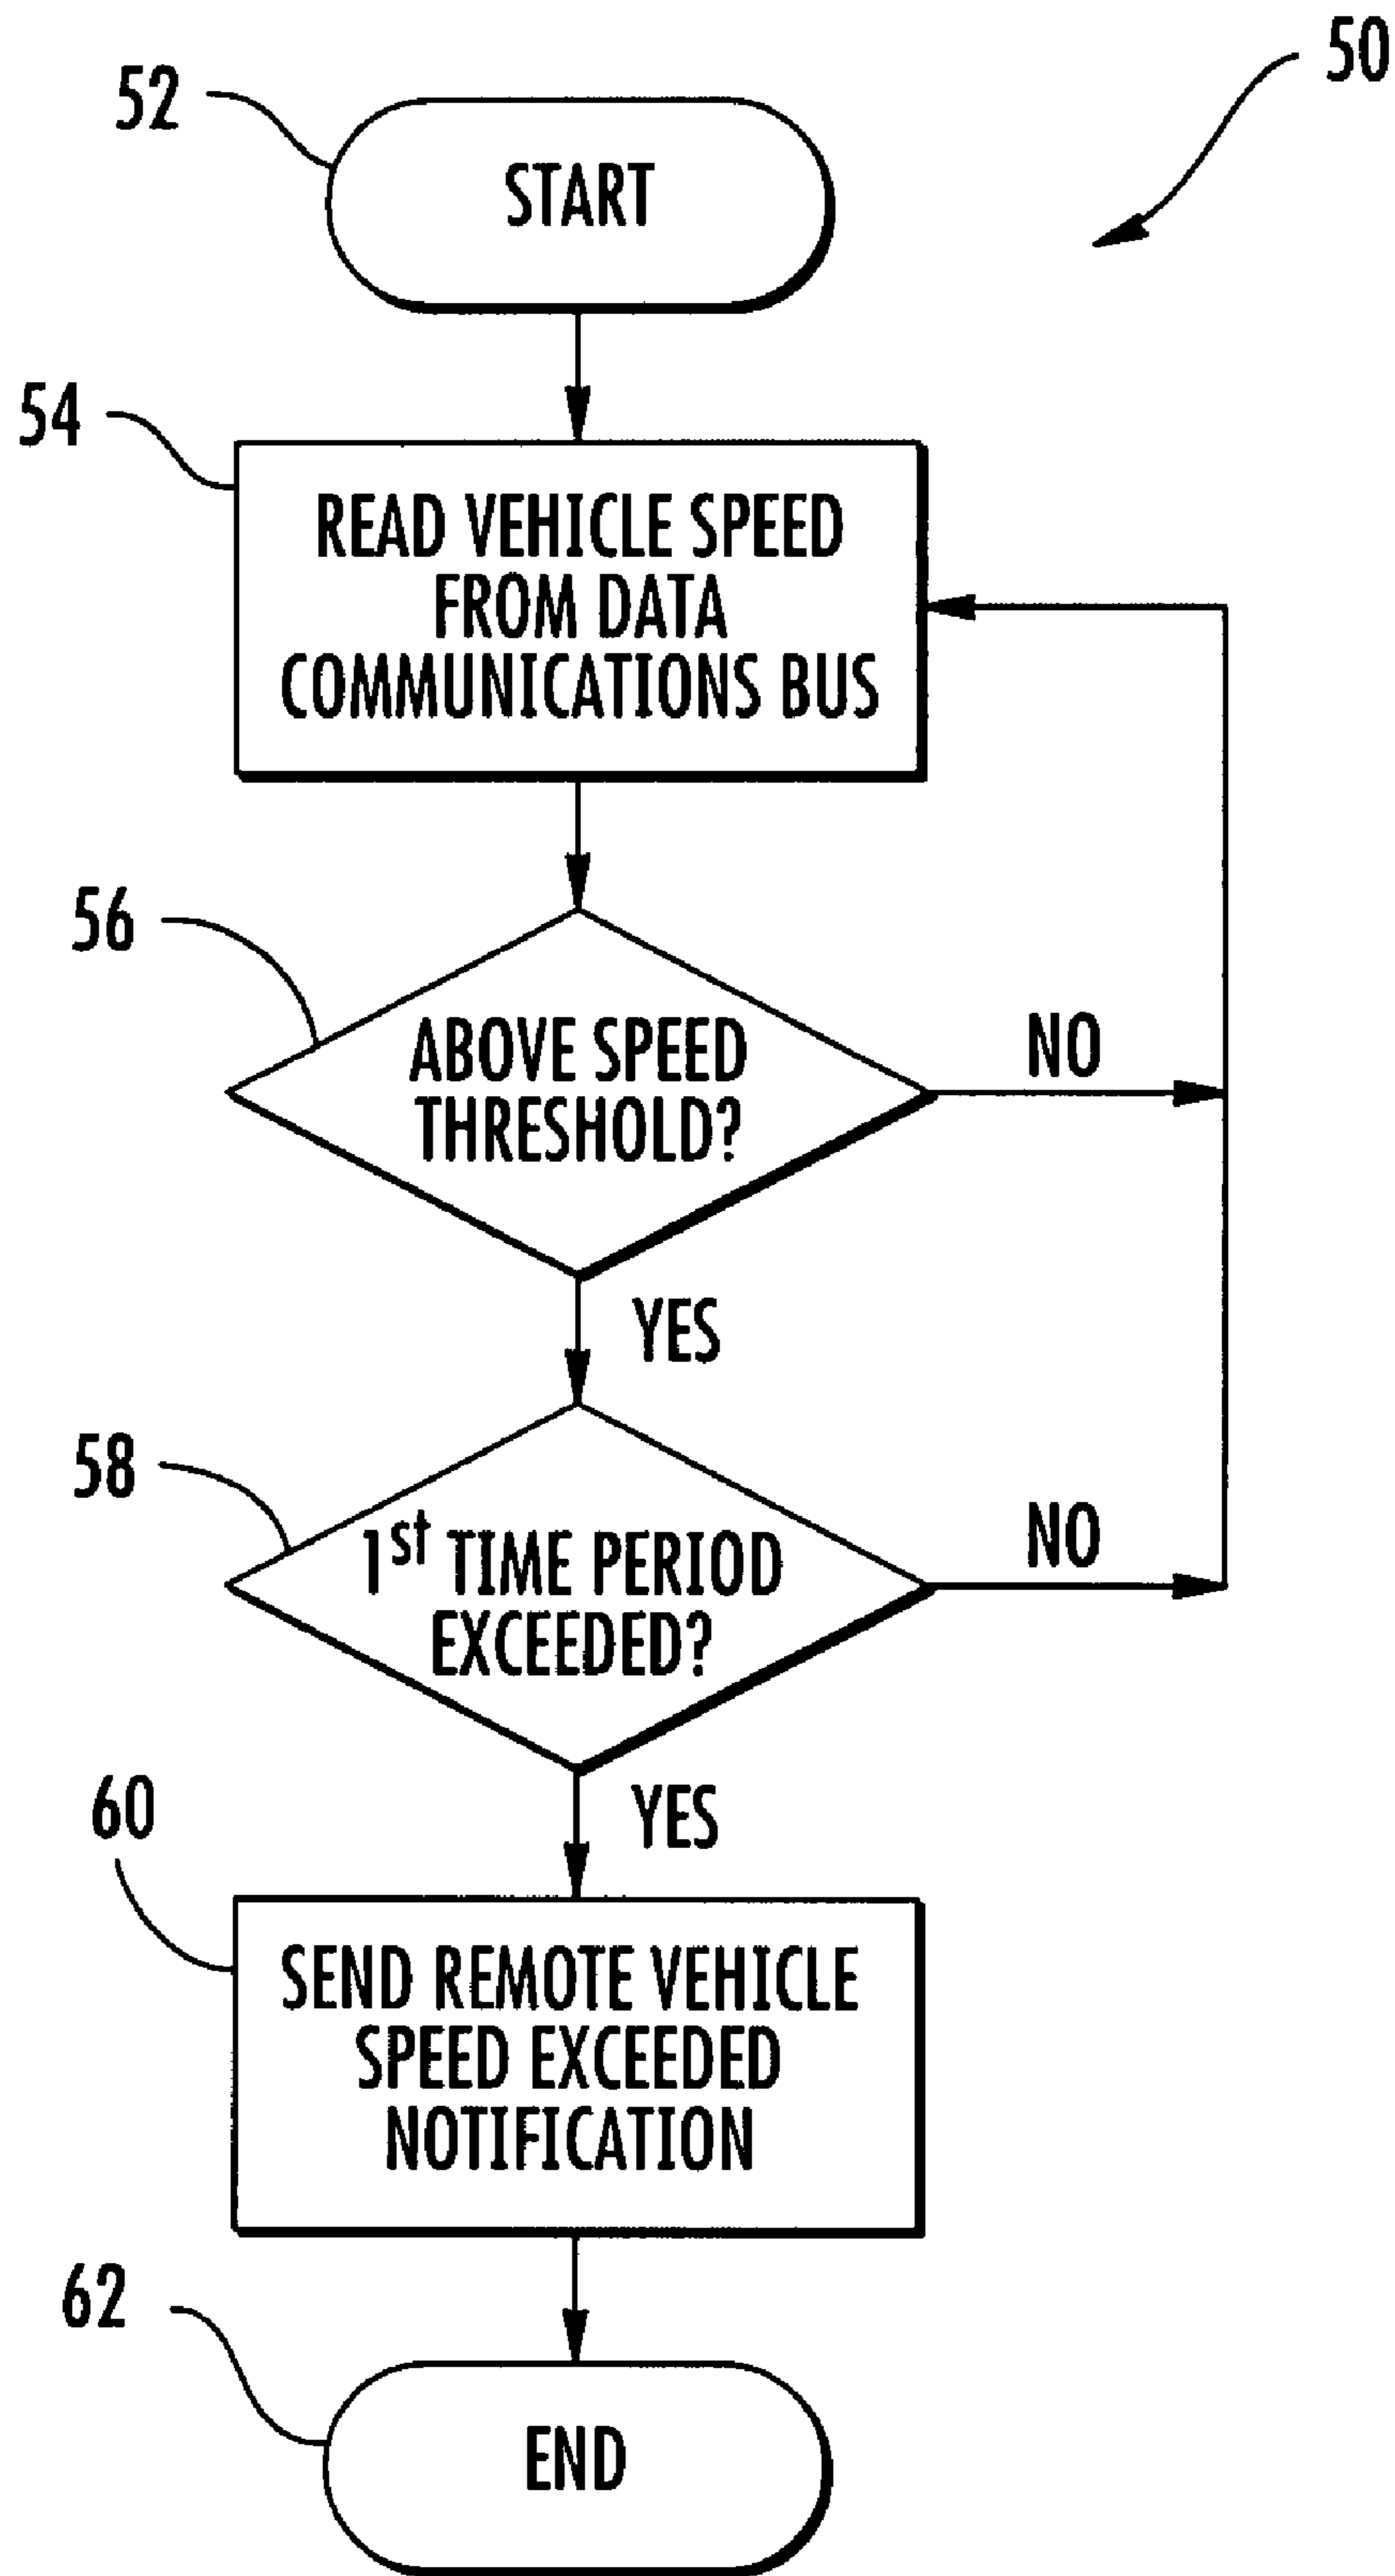 50
52
START
54
READ VEHICLE SPEED
FROM DATA
COMMUNICATIONS BUS
56
ABOVE SPEED
THRESHOLD?
NO
YES
58
1st TIME PERIOD
EXCEEDED?
NO
YES
60
SEND REMOTE VEHICLE
SPEED EXCEEDED
NOTIFICATION
62
END